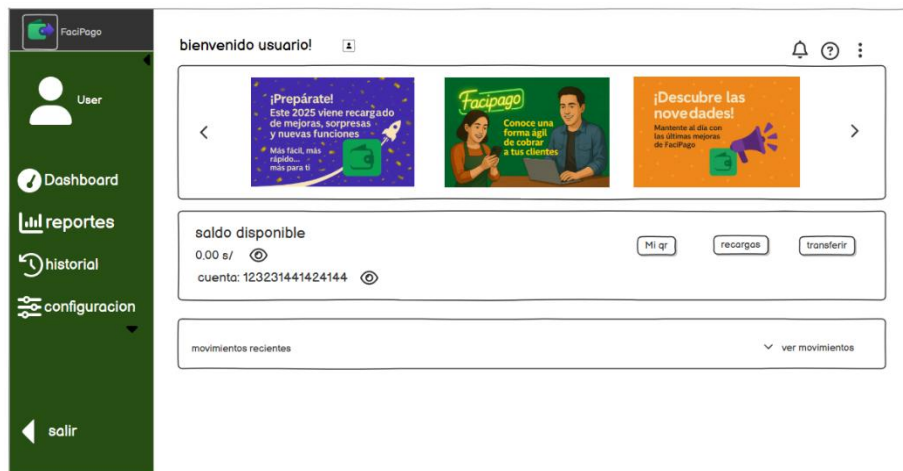 FaciPago
User
Dashboard
reportes
historial
configuracion
salir
bienvenido usuario!
¡Prepárate!
Este 2025 viene recargado
de mejoras, sorpresas
y nuevas funciones
Más fácil, más
rápido...
más para ti
Facipago
Conoce una
forma ágil
de cobrar
a tus clientes
¡Descubre las
novedades!
Mantente al día con
las últimas mejoras
de FaciPago
saldo disponible
0,00 s/
cuenta: 123231441424144
Mi qr
recargas
transferir
movimientos recientes
ver movimientos